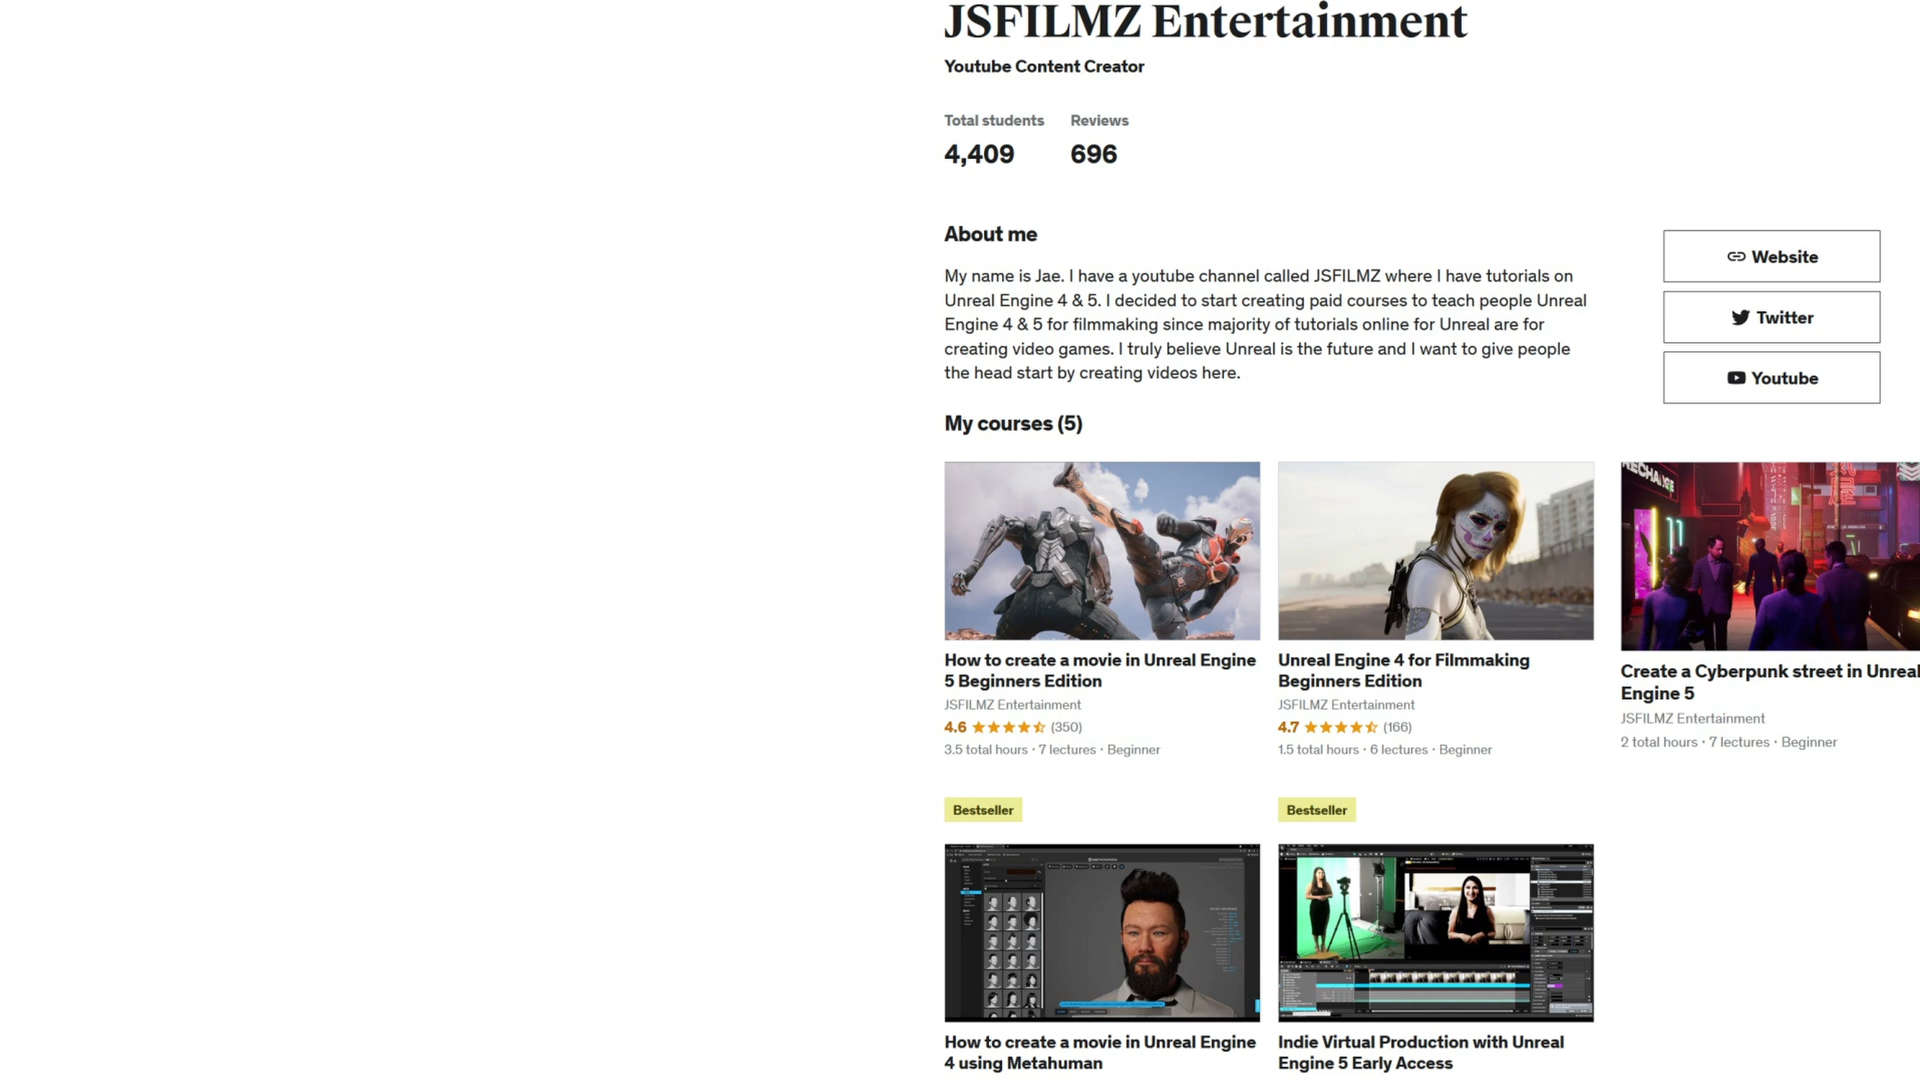 JSFILMZ Entertainment
Youtube Content Creator
Total students
Reviews
4,409
696
About me
My name is Jae. I have a youtube channel called JSFILMZ where I have tutorials on
Unreal Engine 4 & 5. I decided to start creating paid courses to teach people Unreal
Engine 4 & 5 for filmmaking since majority of tutorials online for Unreal are for
creating video games. I truly believe Unreal is the future and I want to give people
the head start by creating videos here.
Website
Twitter
Youtube
My courses (5)
How to create a movie in Unreal Engine
5 Beginners Edition
JSFILMZ Entertainment
4.6 (350)
3.5 total hours · 7 lectures · Beginner
Unreal Engine 4 for Filmmaking
Beginners Edition
JSFILMZ Entertainment
4.7 (166)
1.5 total hours · 6 lectures · Beginner
Create a Cyberpunk street in Unreal
Engine 5
JSFILMZ Entertainment
2 total hours · 7 lectures · Beginner
Bestseller
Bestseller
How to create a movie in Unreal Engine
4 using Metahuman
Indie Virtual Production with Unreal
Engine 5 Early Access